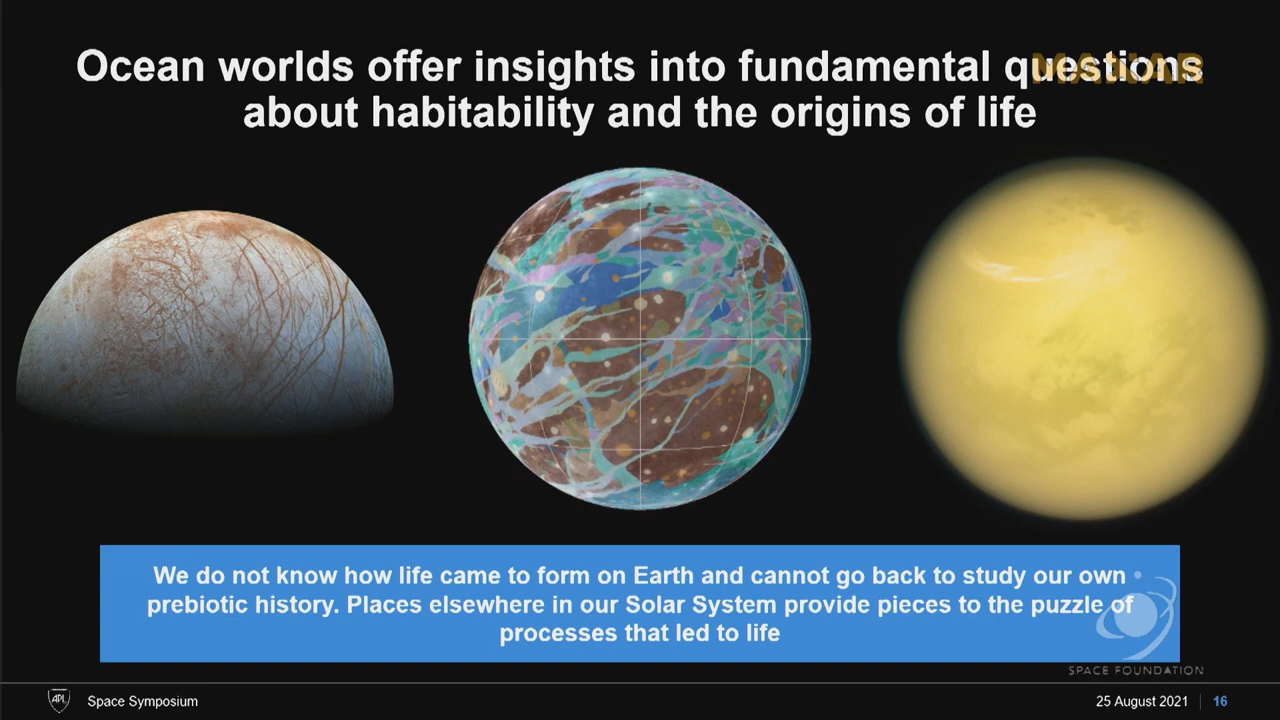 Ocean worlds offer insights into fundamental questions
about habitability and the origins of life
MAXAR
We do not know how life came to form on Earth and cannot go back to study our own
prebiotic history. Places elsewhere in our Solar System provide pieces to the puzzle of
processes that led to life
SPACE FOUNDATION
APL
Space Symposium
25 August 2021
16